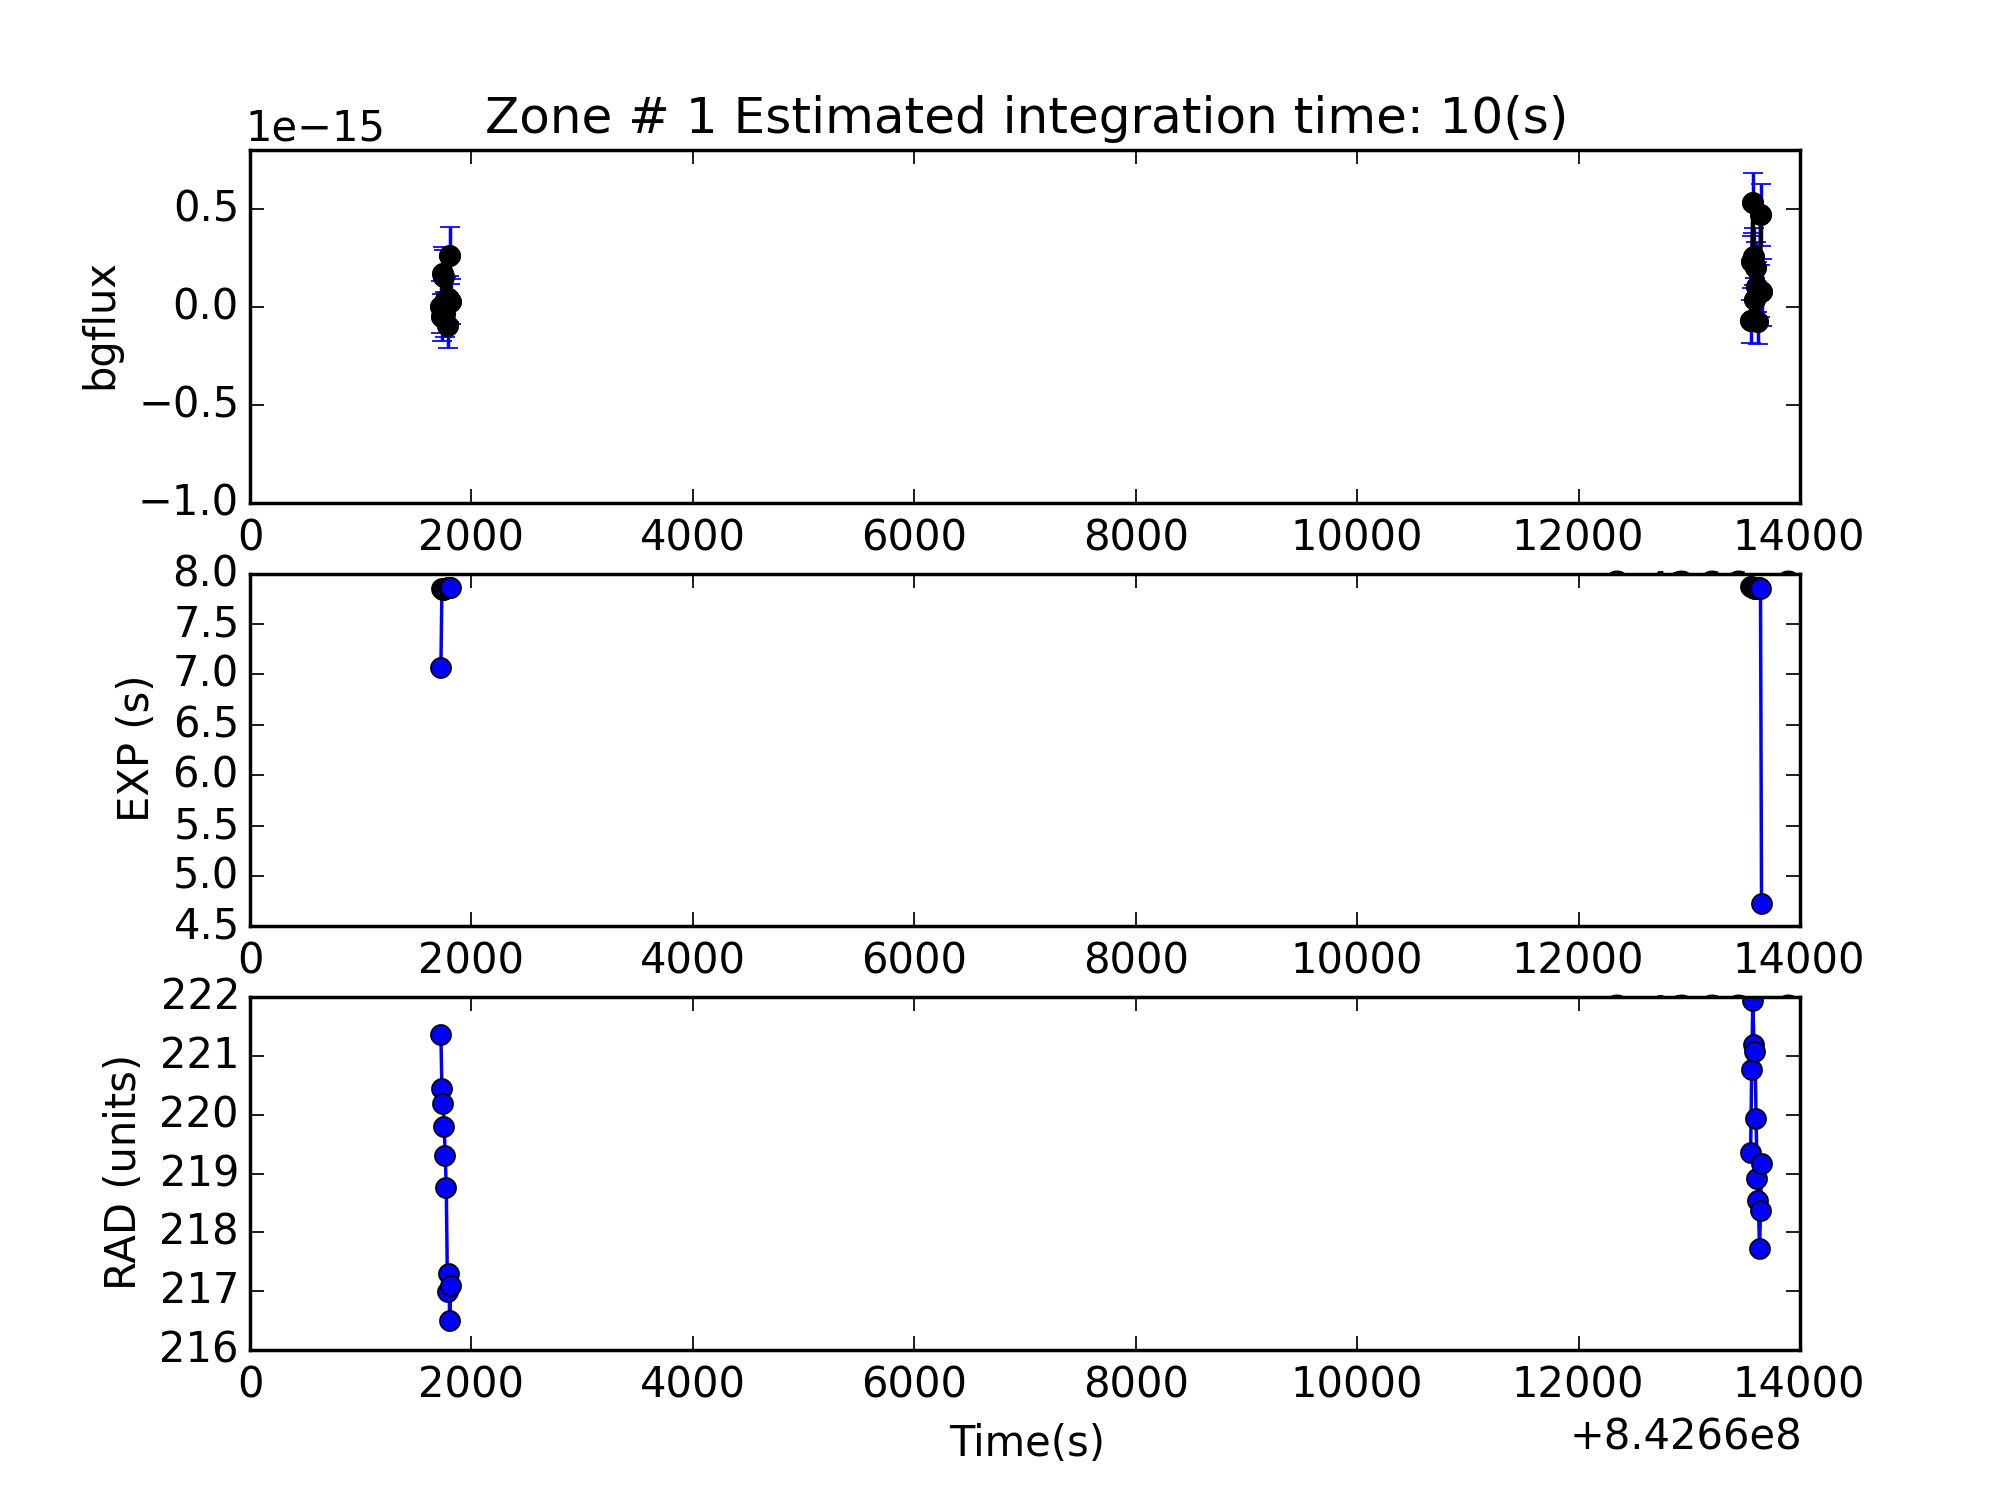 1e−15
Zone # 1 Estimated integration time: 10(s)
bgflux
0.5
0.0
−0.5
−1.0
0 2000 4000 6000 8000 10000 12000 14000
EXP (s)
8.0
7.5
7.0
6.5
6.0
5.5
5.0
4.5
0 2000 4000 6000 8000 10000 12000 14000
RAD (units)
222
221
220
219
218
217
216
0 2000 4000 6000 8000 10000 12000 14000
Time(s)
+8.4266e8